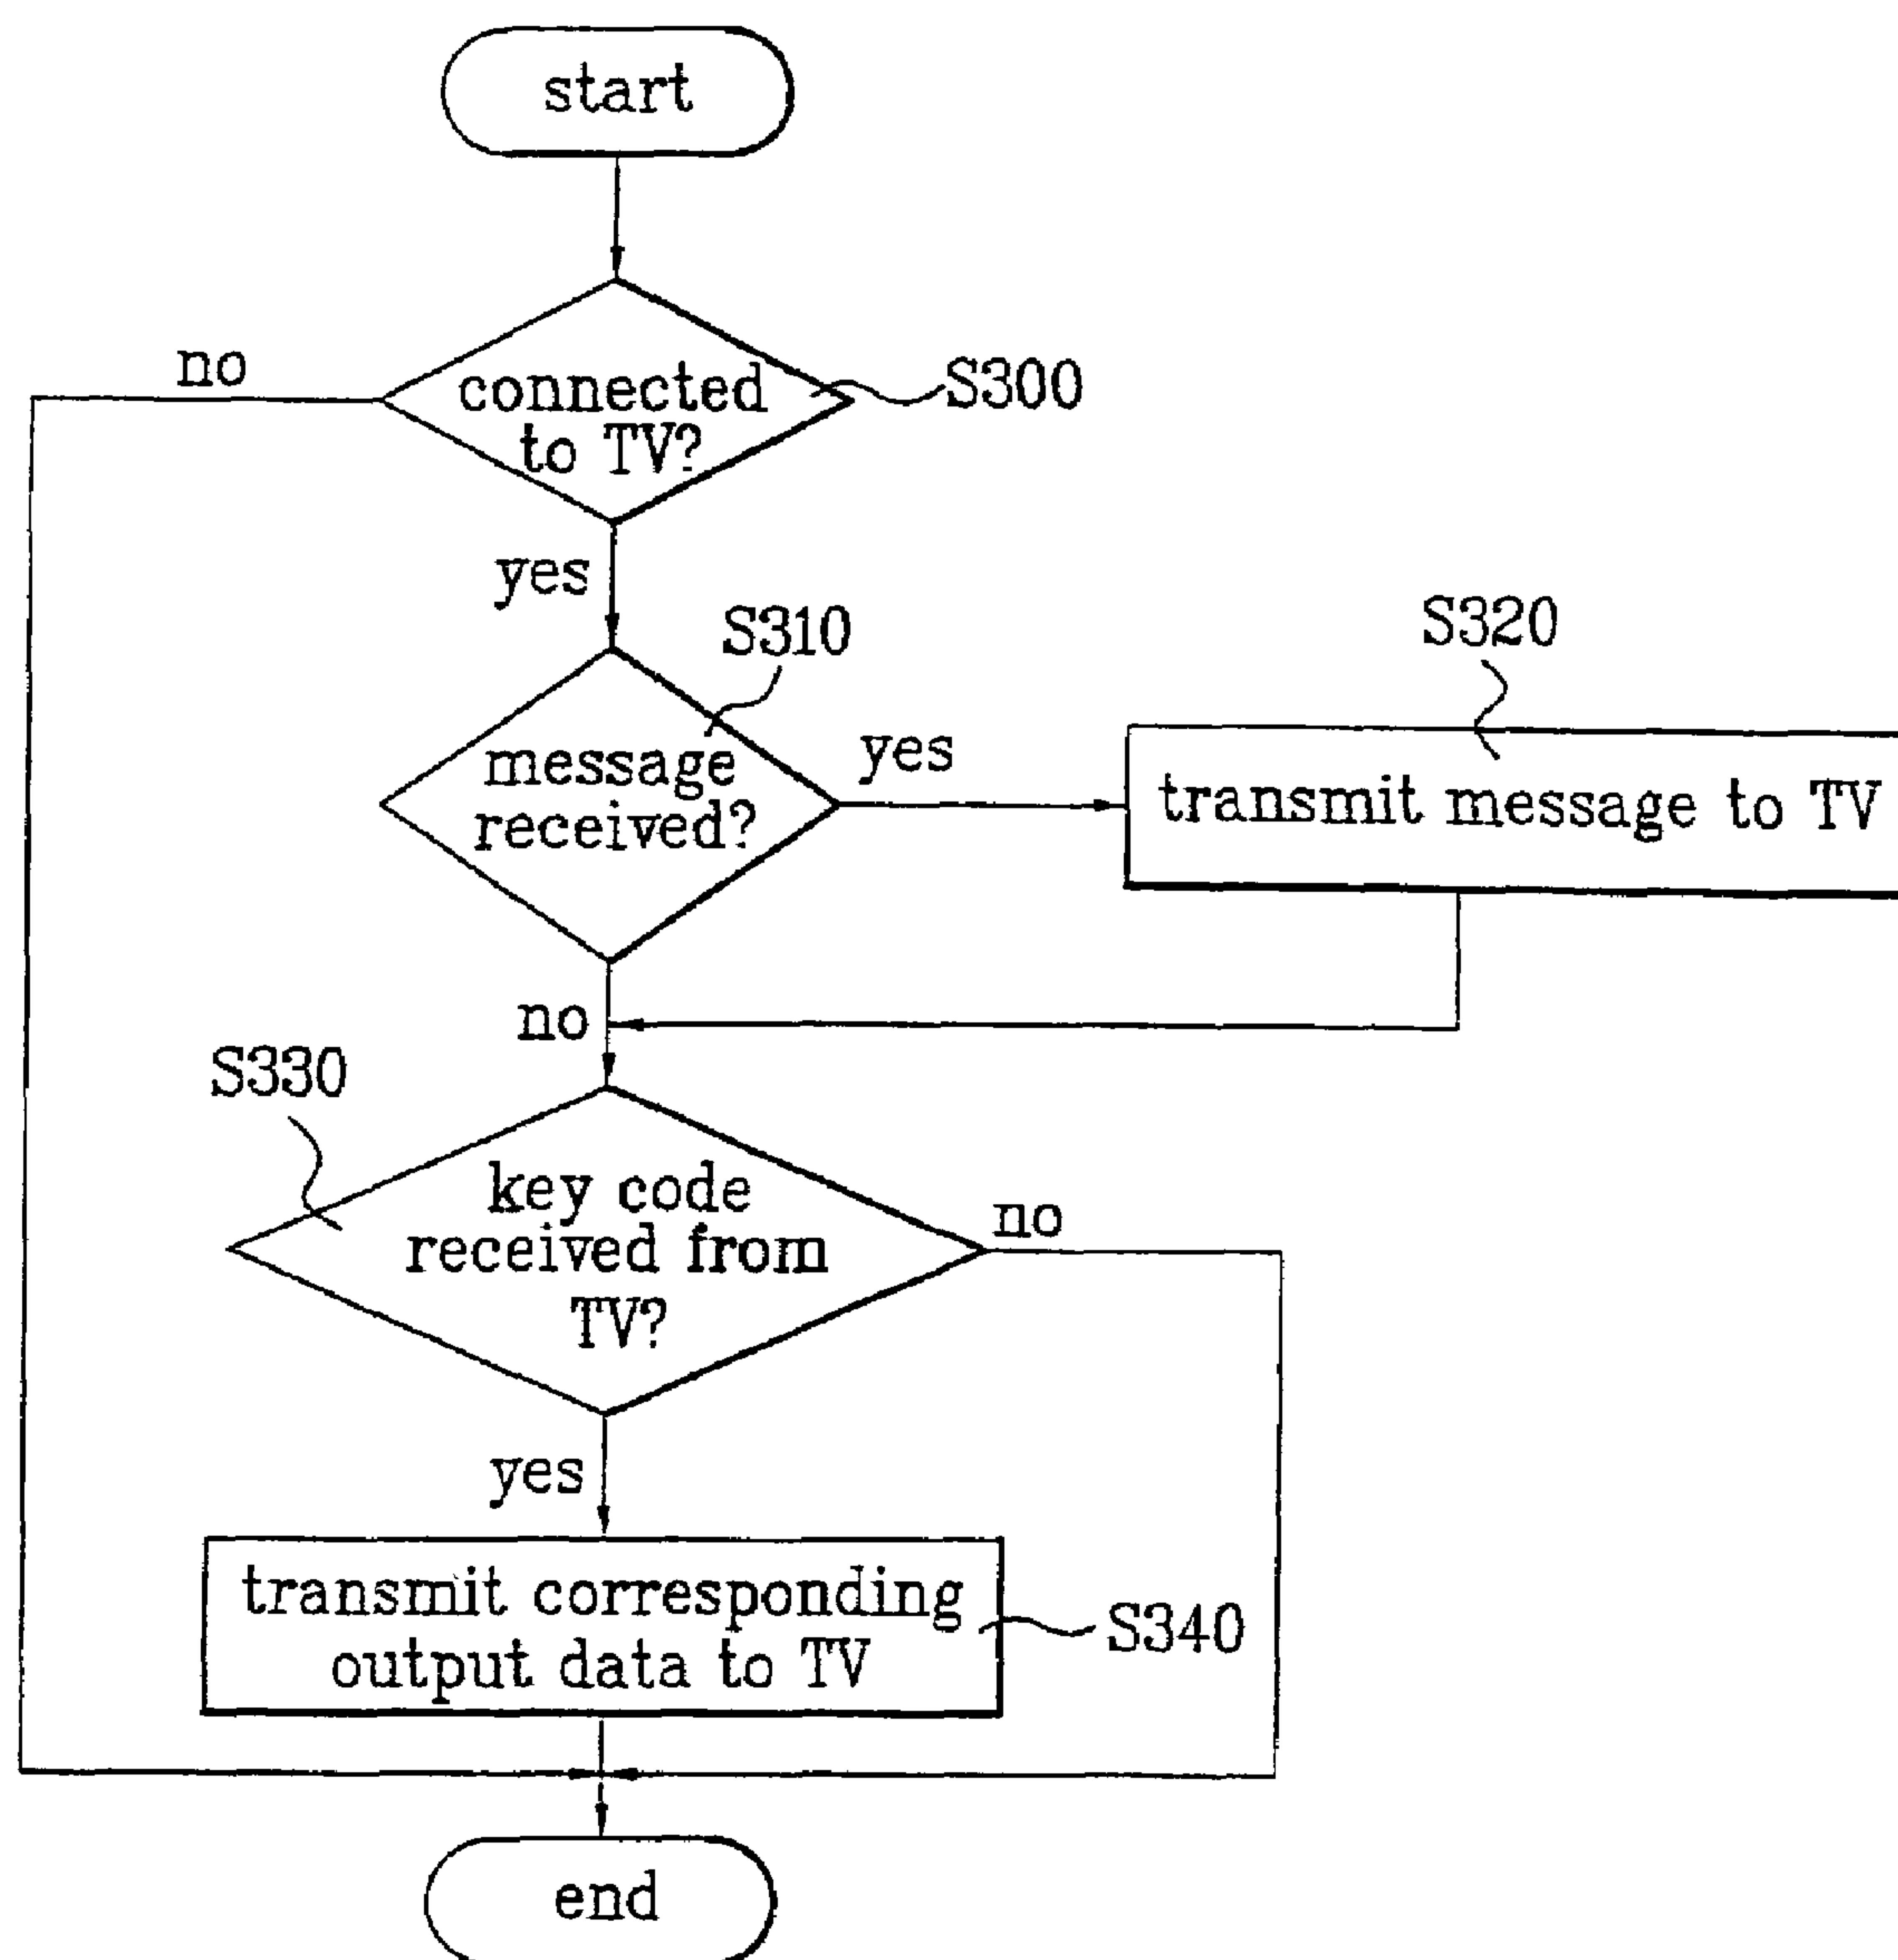 start
no
connected
to TV?
S300
yes
S310
S320
message
received?
yes
transmit message to TV
no
S330
key code
received from
TV?
no
yes
transmit corresponding
output data to TV
S340
end